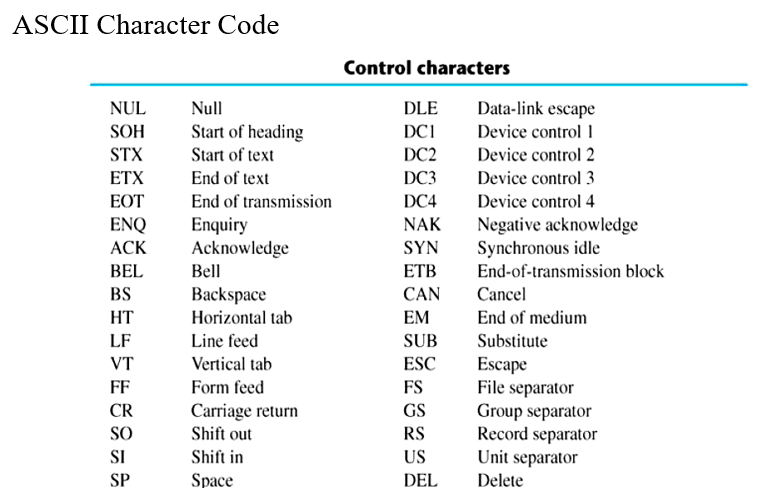 ASCII Character Code
Control characters
NUL Null DLE Data-link escape
SOH Start of heading DC1 Device control 1
STX Start of text DC2 Device control 2
ETX End of text DC3 Device control 3
EOT End of transmission DC4 Device control 4
ENQ Enquiry NAK Negative acknowledge
ACK Acknowledge SYN Synchronous idle
BEL Bell ETB End-of-transmission block
BS Backspace CAN Cancel
HT Horizontal tab EM End of medium
LF Line feed SUB Substitute
VT Vertical tab ESC Escape
FF Form feed FS File separator
CR Carriage return GS Group separator
SO Shift out RS Record separator
SI Shift in US Unit separator
SP Space DEL Delete